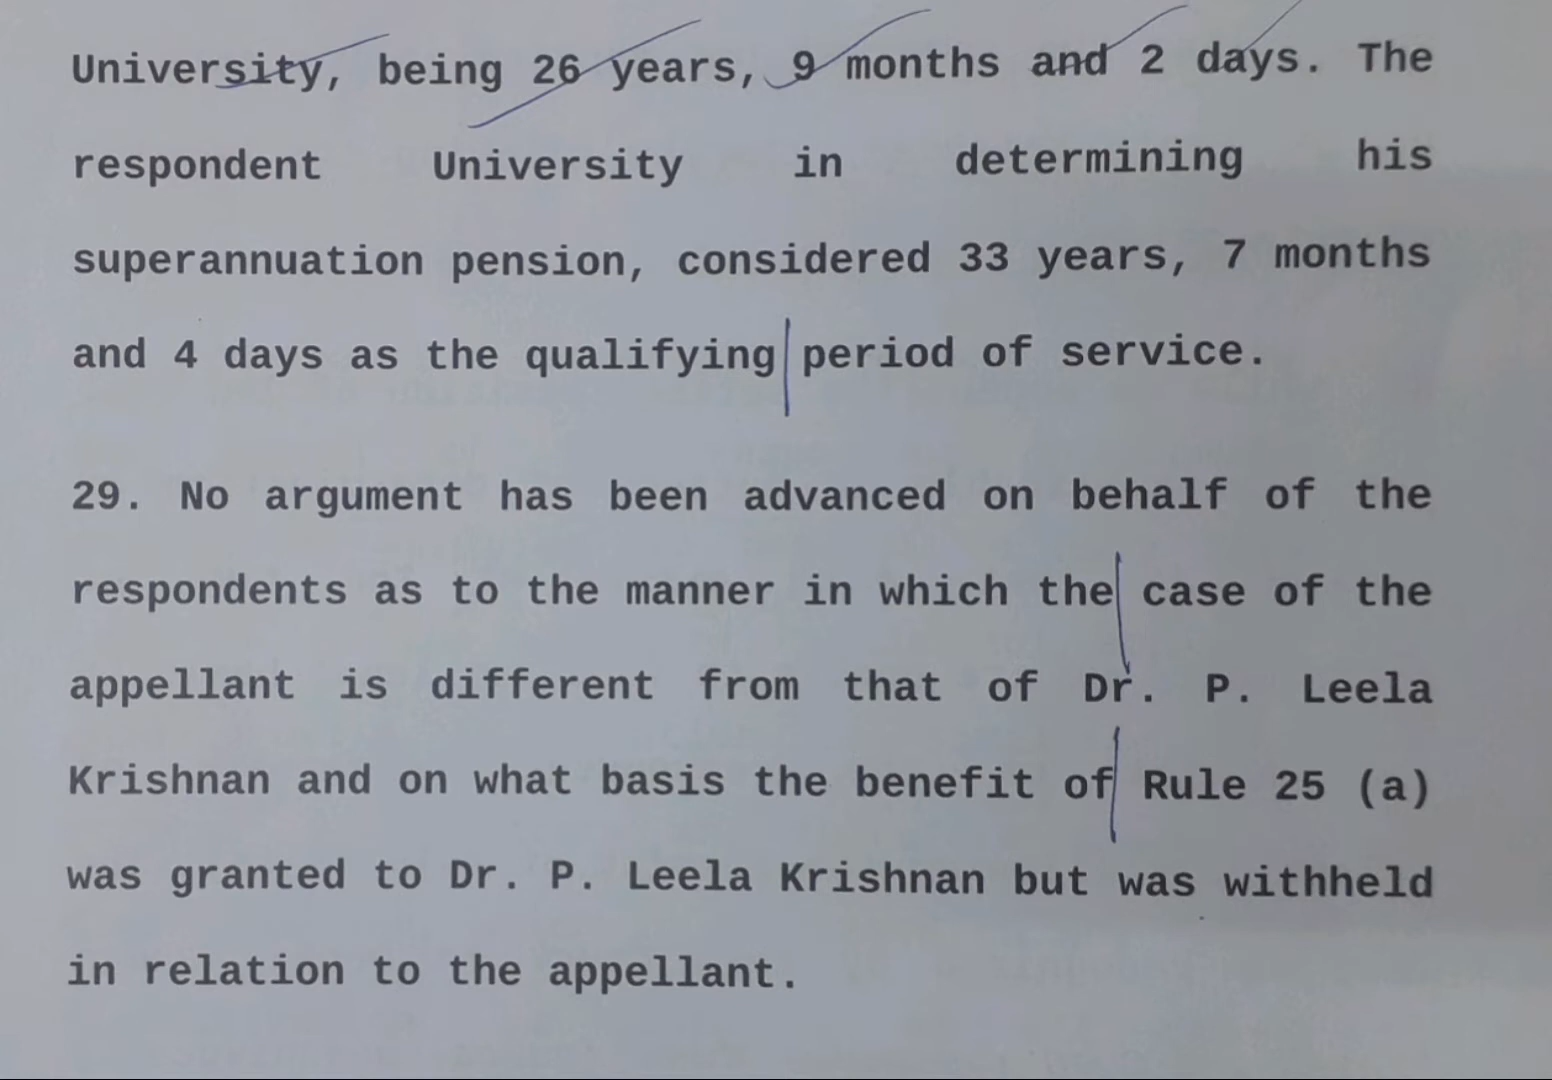 University, being 26 years, 9 months and 2 days. The
respondent University in determining his
superannuation pension, considered 33 years, 7 months
and 4 days as the qualifying period of service.
29. No argument has been advanced on behalf of the
respondents as to the manner in which the case of the
appellant is different from that of Dr. P. Leela
Krishnan and on what basis the benefit of Rule 25 (a)
was granted to Dr. P. Leela Krishnan but was withheld
in relation to the appellant.